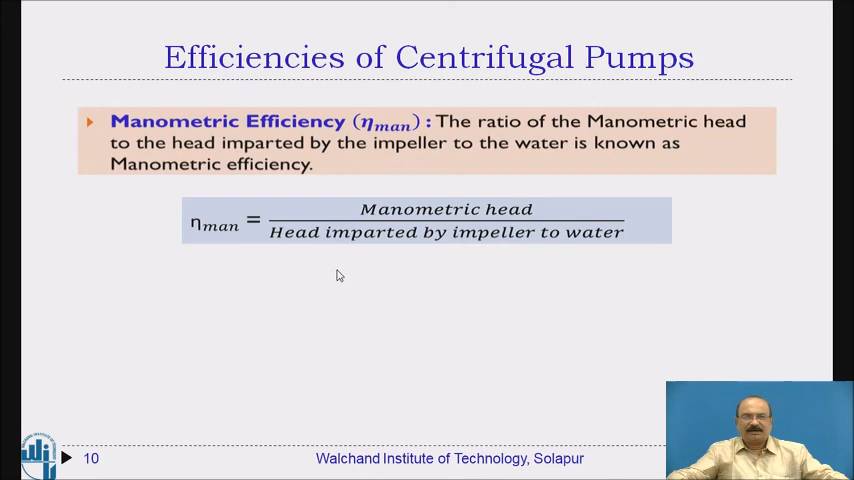 Efficiencies of Centrifugal Pumps
Manometric Efficiency (η_man) : The ratio of the Manometric head
to the head imparted by the impeller to the water is known as
Manometric efficiency.
η_man = Manometric head / Head imparted by impeller to water
10
Walchand Institute of Technology, Solapur